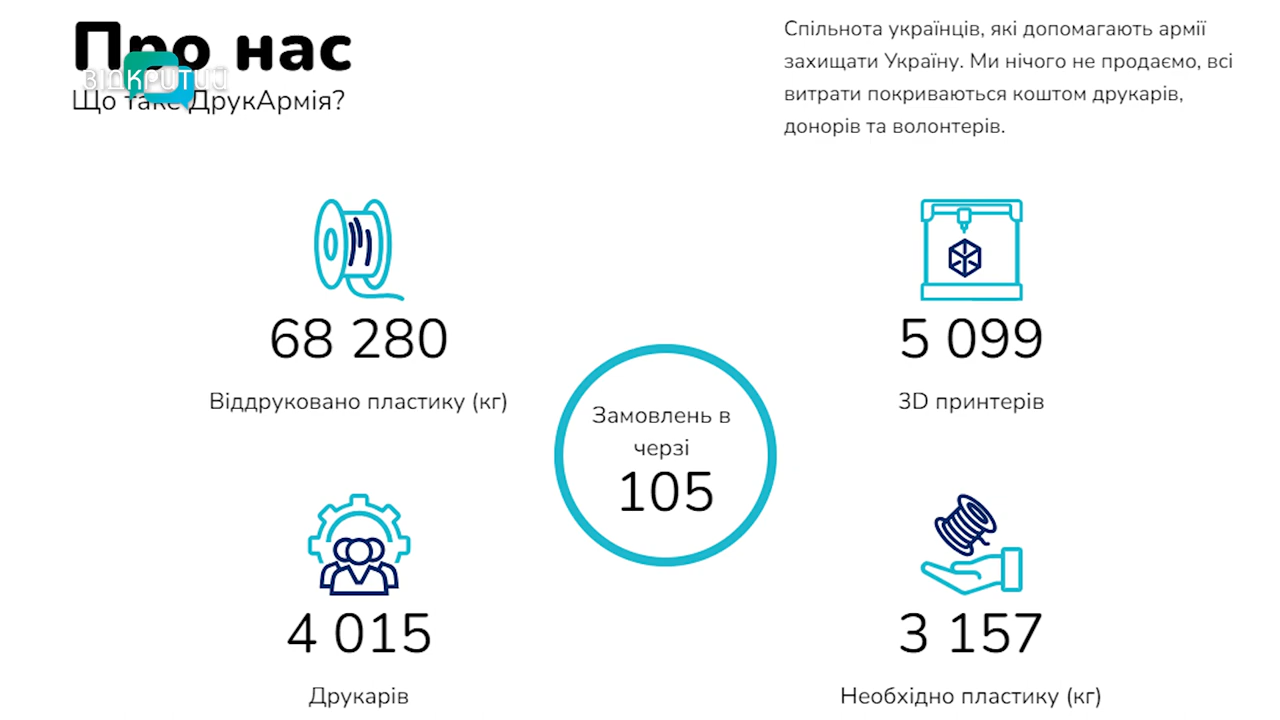 Про нас
ВІДКРИТИЙ
Що таке ДрукАрмія?
Спільнота українців, які допомагають армії
захищати Україну. Ми нічого не продаємо, всі
витрати покриваються коштом друкарів,
донорів та волонтерів.
68 280
Віддруковано пластику (кг)
5 099
3D принтерів
Замовлень в
черзі
105
4 015
Друкарів
3 157
Необхідно пластику (кг)